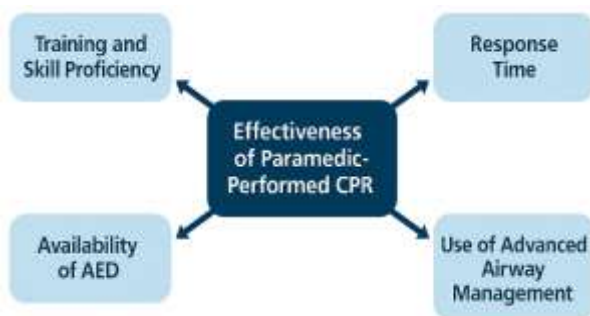 Training and
Skill Proficiency
Response
Time
Effectiveness
of Paramedic-
Performed CPR
Availability
of AED
Use of Advanced
Airway
Management